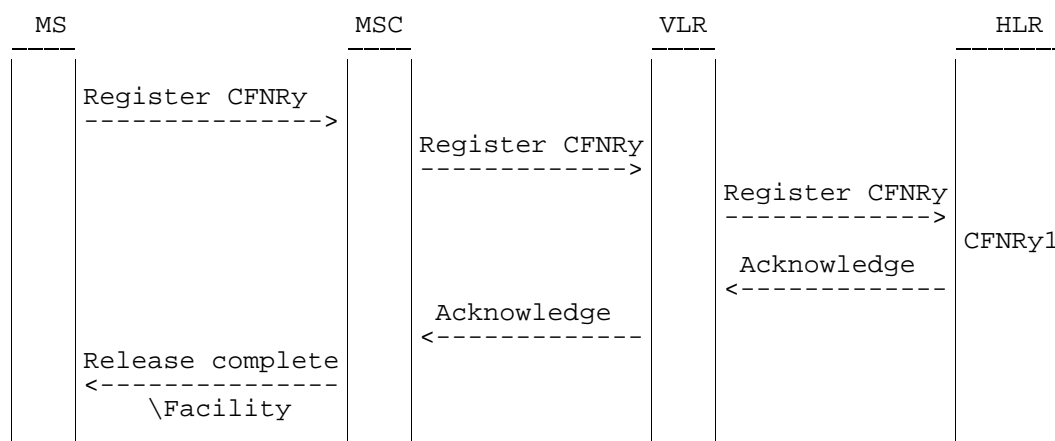 MS MSC VLR HLR
Register CFNRy
Register CFNRy
Register CFNRy
CFNRy1
Acknowledge
Acknowledge
Release complete
\Facility